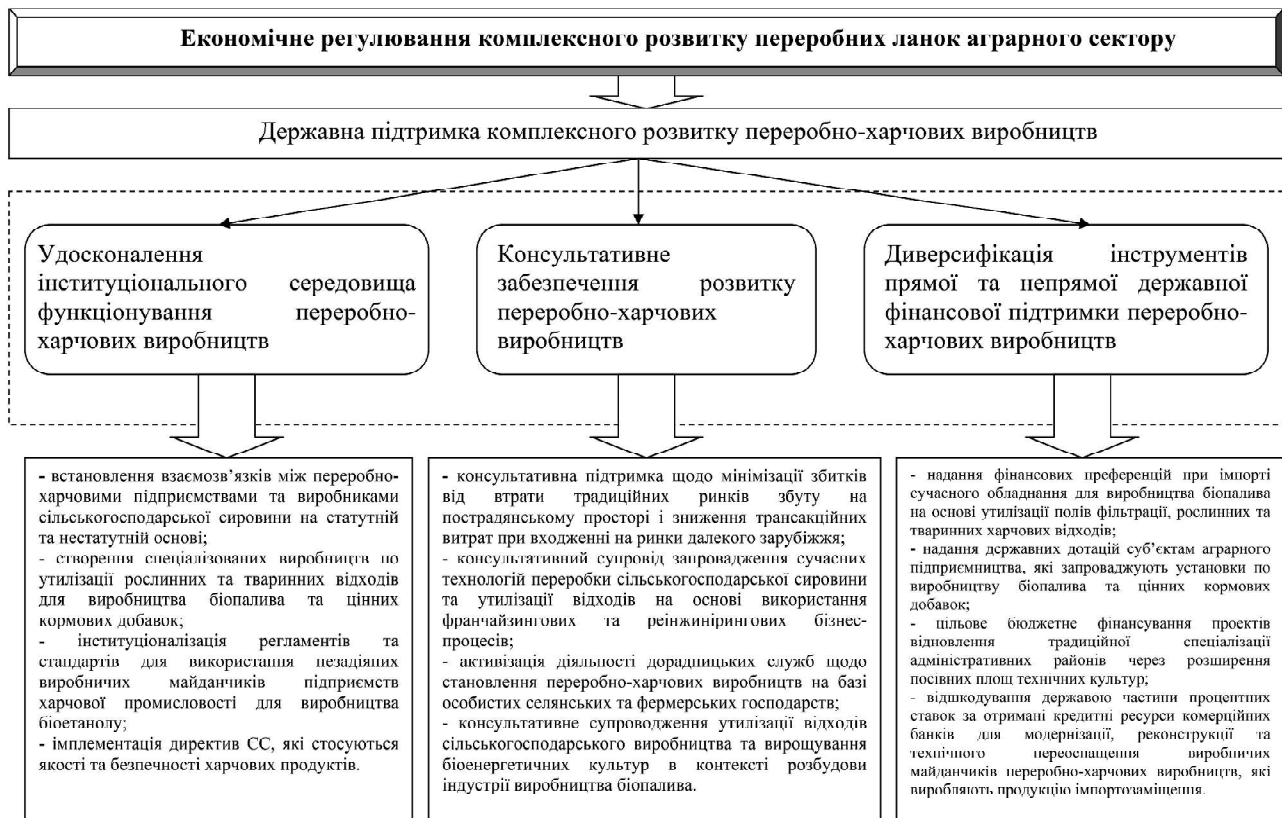 Економічне регулювання комплексного розвитку переробних ланок аграрного сектору
Державна підтримка комплексного розвитку переробно-харчових виробництв
Удосконалення
інституціонального середовища
функціонування переробно-
харчових виробництв
Консультативне
забезпечення розвитку
переробно-харчових
виробництв
Диверсифікація інструментів
прямої та непрямої державної
фінансової підтримки переробно-
харчових виробництв
- встановлення взаємозв’язків між переробно-
харчовими підприємствами та виробниками
сільськогосподарської сировини на статутній
та нестатутній основі;
- створення спеціалізованих виробництв по
утилізації рослинних та тваринних відходів
для виробництва біопалива та цінних
кормових добавок;
- інституціоналізація регламентів та
стандартів для використання незадіяних
виробничих майданчиків підприємств
харчової промисловості для виробництва
біоетанолу;
- імплементація директив ЄС, які стосуються
якості та безпечності харчових продуктів.
- консультативна підтримка щодо мінімізації збитків
від втрати традиційних ринків збуту на
пострадянському просторі і зниження трансакційних
витрат при входженні на ринки далекого зарубіжжя;
- консультативний супровід запровадження сучасних
технологій переробки сільськогосподарської сировини
та утилізації відходів на основі використання
франчайзингових та реінжинірингових бізнес-
процесів;
- активізація діяльності дорадницьких служб щодо
становлення переробно-харчових виробництв на базі
особистих селянських та фермерських господарств;
- консультативне супроводження утилізації відходів
сільськогосподарського виробництва та вирощування
біоенергетичних культур в контексті розбудови
індустрії виробництва біопалива.
- надання фінансових преференцій при імпорті
сучасного обладнання для виробництва біопалива
на основі утилізації полів фільтрації, рослинних та
тваринних харчових відходів;
- надання державних дотацій суб’єктам аграрного
підприємництва, які запроваджують установки по
виробництву біопалива та цінних кормових
добавок;
- цільове бюджетне фінансування проектів
відновлення традиційної спеціалізації
адміністративних районів через розширення
посівних площ технічних культур;
- відшкодування державою частини процентних
ставок за отримані кредитні ресурси комерційних
банків для модернізації, реконструкції та
технічного переоснащення виробничих
майданчиків переробно-харчових виробництв, які
виробляють продукцію імпортозаміщення.